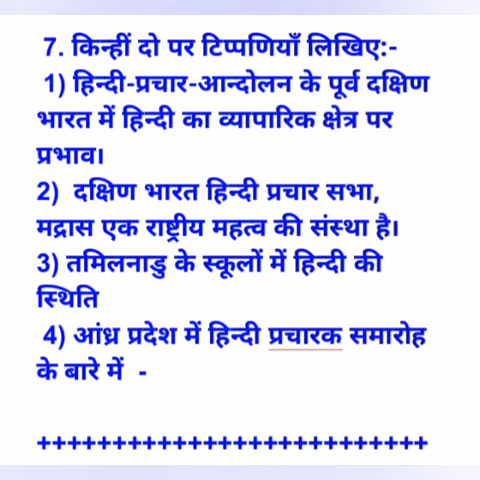 7. किन्हीं दो पर टिप्पणियाँ लिखिए:-
1) हिन्दी-प्रचार-आन्दोलन के पूर्व दक्षिण
भारत में हिन्दी का व्यापारिक क्षेत्र पर
प्रभाव।
2) दक्षिण भारत हिन्दी प्रचार सभा,
मद्रास एक राष्ट्रीय महत्व की संस्था है।
3) तमिलनाडु के स्कूलों में हिन्दी की
स्थिति
4) आंध्र प्रदेश में हिन्दी प्रचारक समारोह
के बारे में -
++++++++++++++++++++++++++